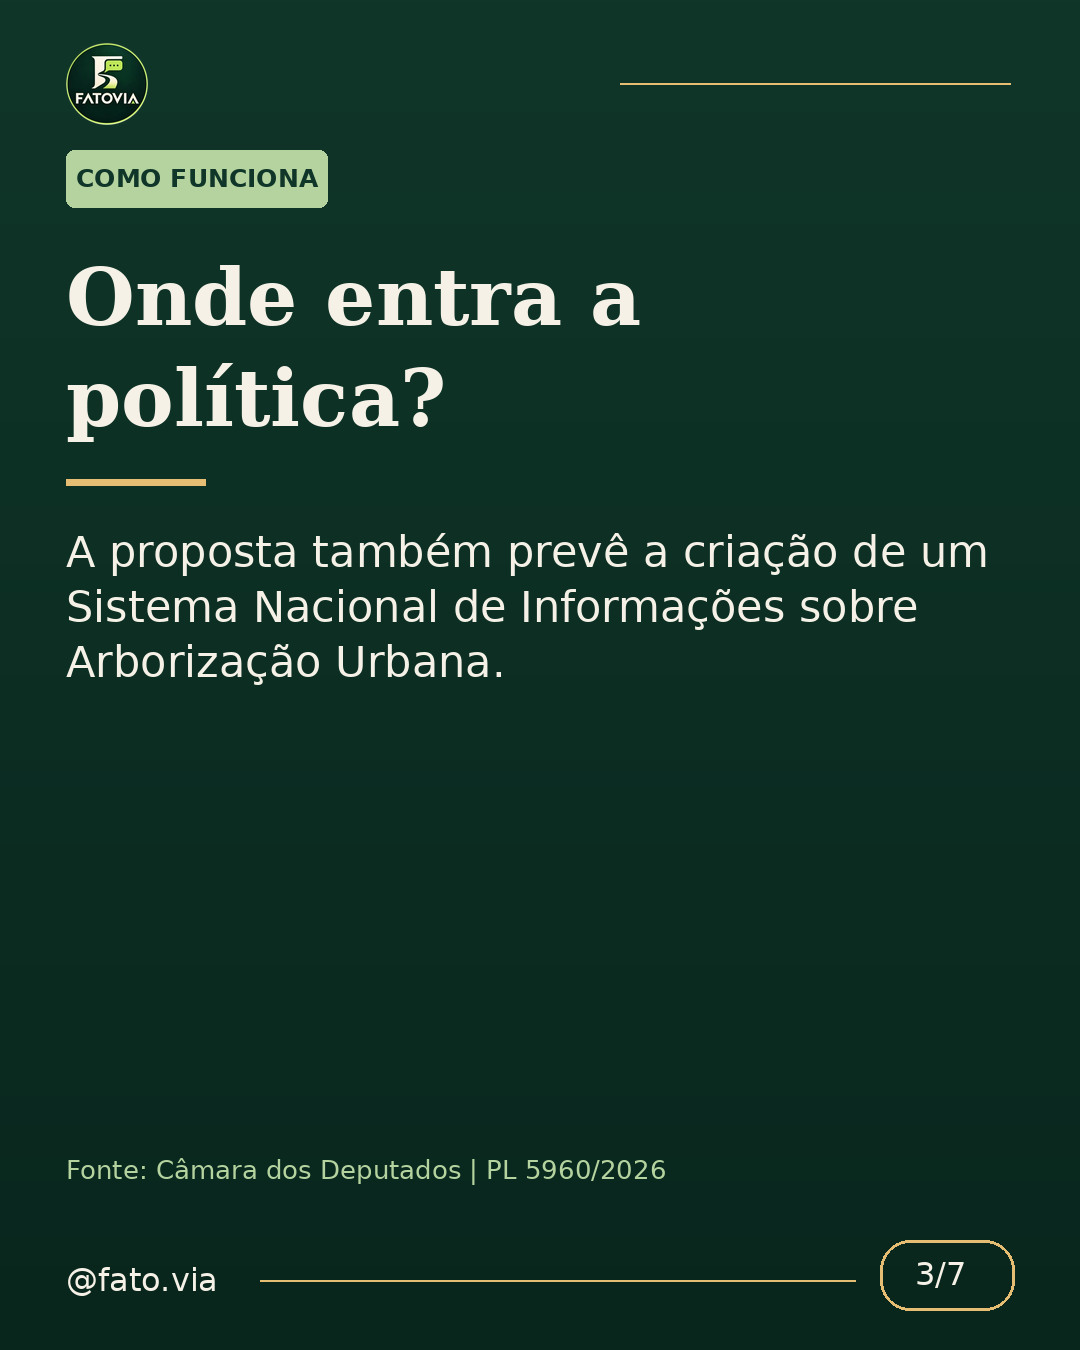 FATOVIA
COMO FUNCIONA
Onde entra a
política?
A proposta também prevê a criação de um
Sistema Nacional de Informações sobre
Arborização Urbana.
Fonte: Câmara dos Deputados | PL 5960/2026
@fato.via
3/7